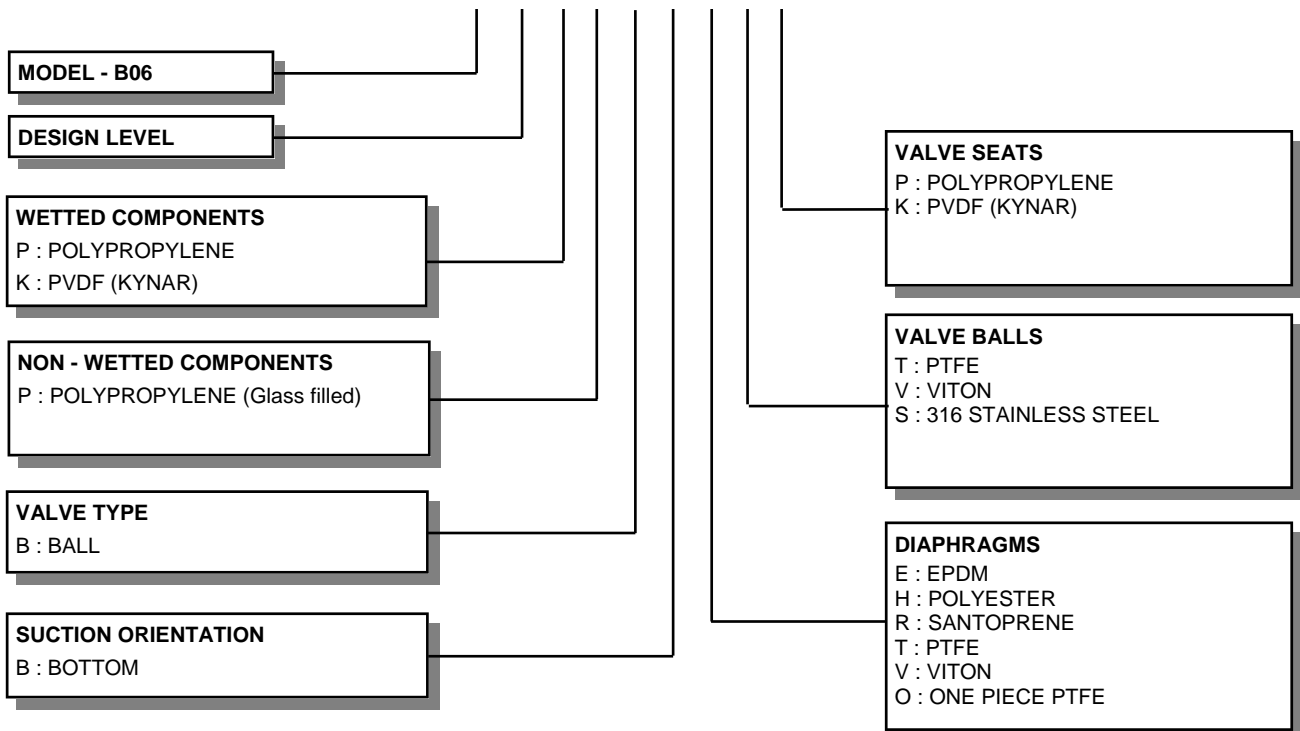 MODEL - B06
DESIGN LEVEL
WETTED COMPONENTS
P : POLYPROPYLENE
K : PVDF (KYNAR)
NON - WETTED COMPONENTS
P : POLYPROPYLENE (Glass filled)
VALVE TYPE
B : BALL
SUCTION ORIENTATION
B : BOTTOM
VALVE SEATS
P : POLYPROPYLENE
K : PVDF (KYNAR)
VALVE BALLS
T : PTFE
V : VITON
S : 316 STAINLESS STEEL
DIAPHRAGMS
E : EPDM
H : POLYESTER
R : SANTOPRENE
T : PTFE
V : VITON
O : ONE PIECE PTFE